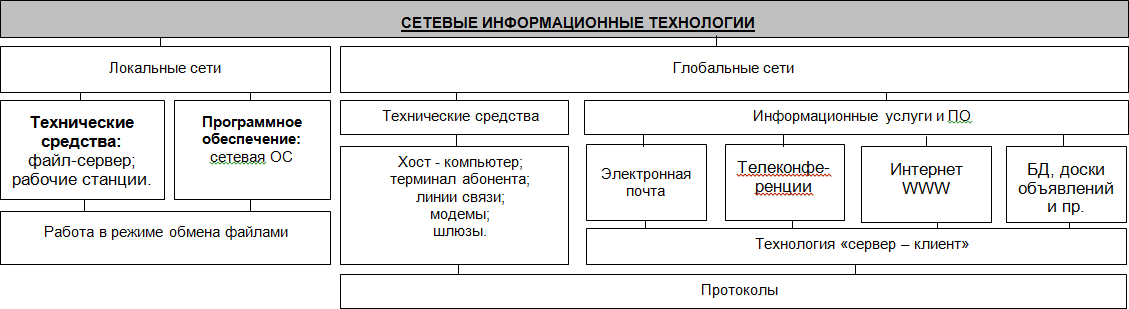 СЕТЕВЫЕ ИНФОРМАЦИОННЫЕ ТЕХНОЛОГИИ
Локальные сети
Глобальные сети
Технические
средства:
файл-сервер;
рабочие станции.
Программное
обеспечение:
сетевая ОС
Работа в режиме обмена файлами
Технические средства
Хост - компьютер;
терминал абонента;
линии связи;
модемы;
шлюзы.
Информационные услуги и ПО
Электронная
почта
Телеконфе-
ренции
Интернет
WWW
БД, доски
объявлений
и пр.
Технология «сервер – клиент»
Протоколы